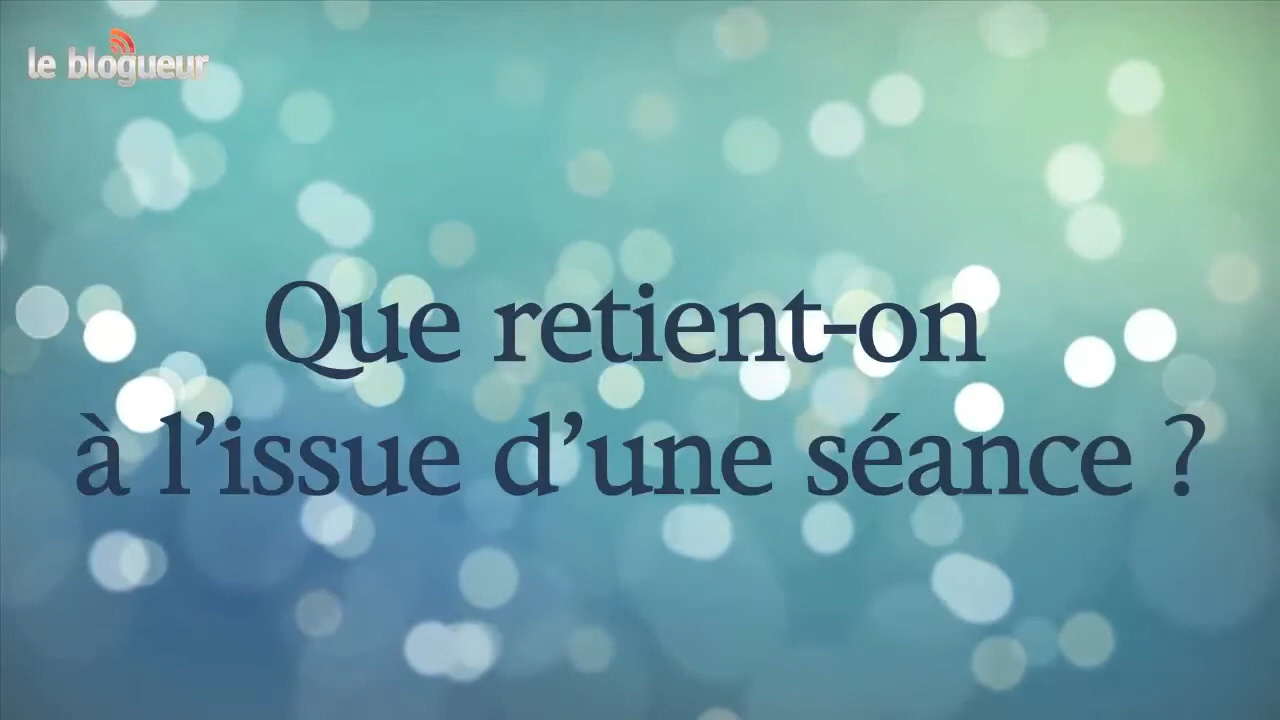 le blogueur
Que retient-on
à l’issue d’une séance ?